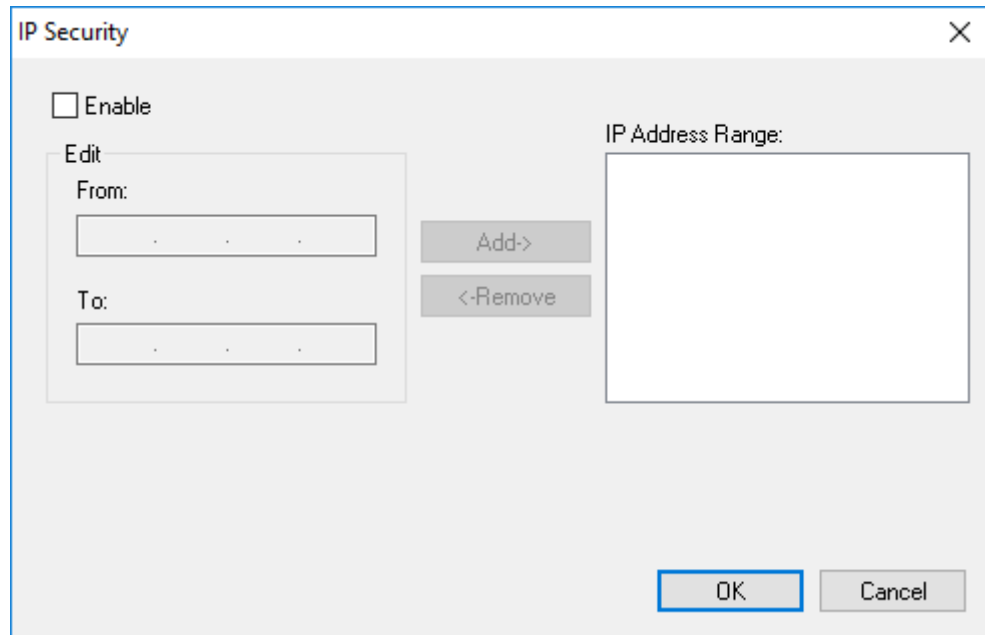 IP Security
Enable
Edit
From:
. . .
To:
. . .
Add->
<-Remove
IP Address Range:
OK
Cancel